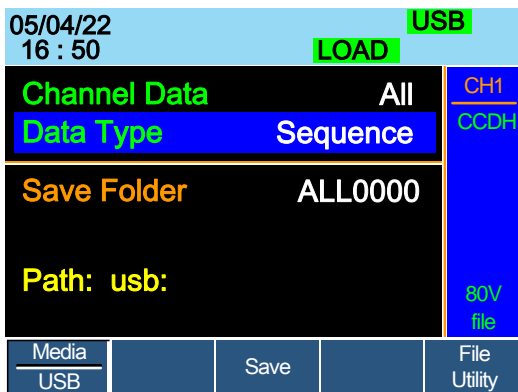 05/04/22 USB
16 : 50 LOAD
Channel Data All
Data Type Sequence
CH1
CCDH
Save Folder ALL0000
Path: usb:
80V
file
Media
USB
Save
File
Utility